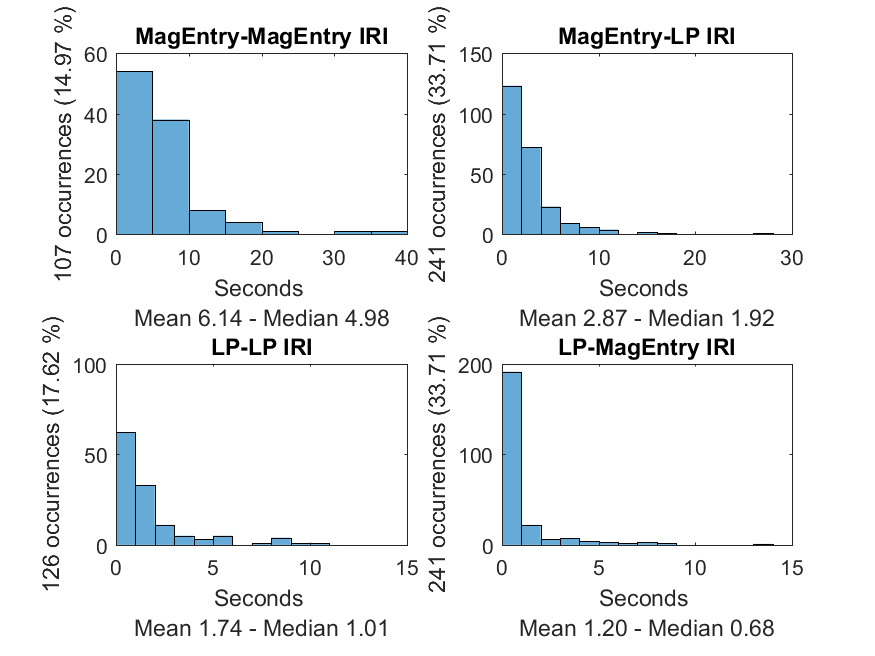 MagEntry-MagEntry IRI
107 occurrences (14.97 %)
60
40
20
0
0 10 20 30 40
Seconds
Mean 6.14 - Median 4.98
MagEntry-LP IRI
241 occurrences (33.71 %)
150
100
50
0
0 10 20 30
Seconds
Mean 2.87 - Median 1.92
LP-LP IRI
126 occurrences (17.62 %)
100
50
0
0 5 10 15
Seconds
Mean 1.74 - Median 1.01
LP-MagEntry IRI
241 occurrences (33.71 %)
200
100
0
0 5 10 15
Seconds
Mean 1.20 - Median 0.68